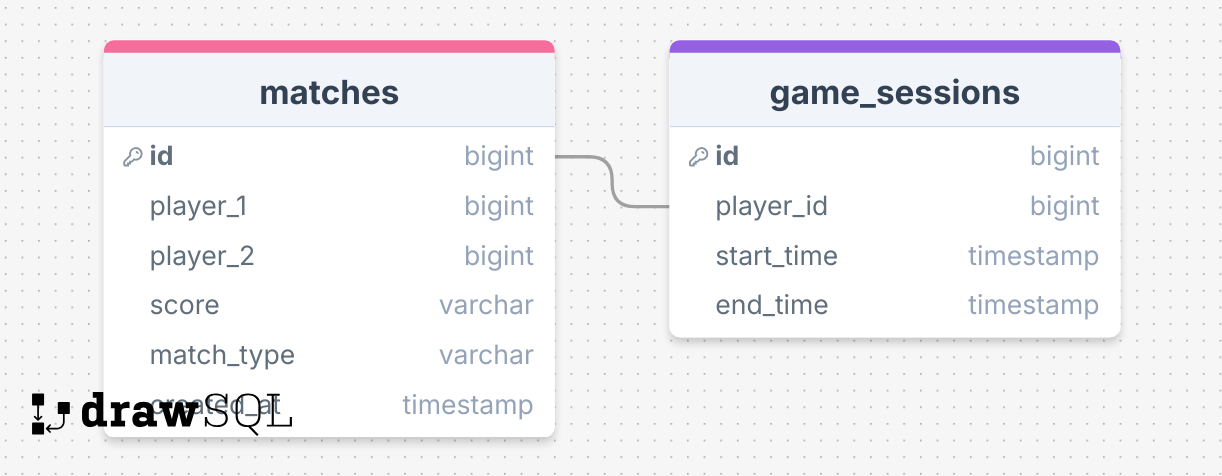 matches
id bigint
player_1 bigint
player_2 bigint
score varchar
match_type varchar
created_at timestamp
game_sessions
id bigint
player_id bigint
start_time timestamp
end_time timestamp
drawSQL